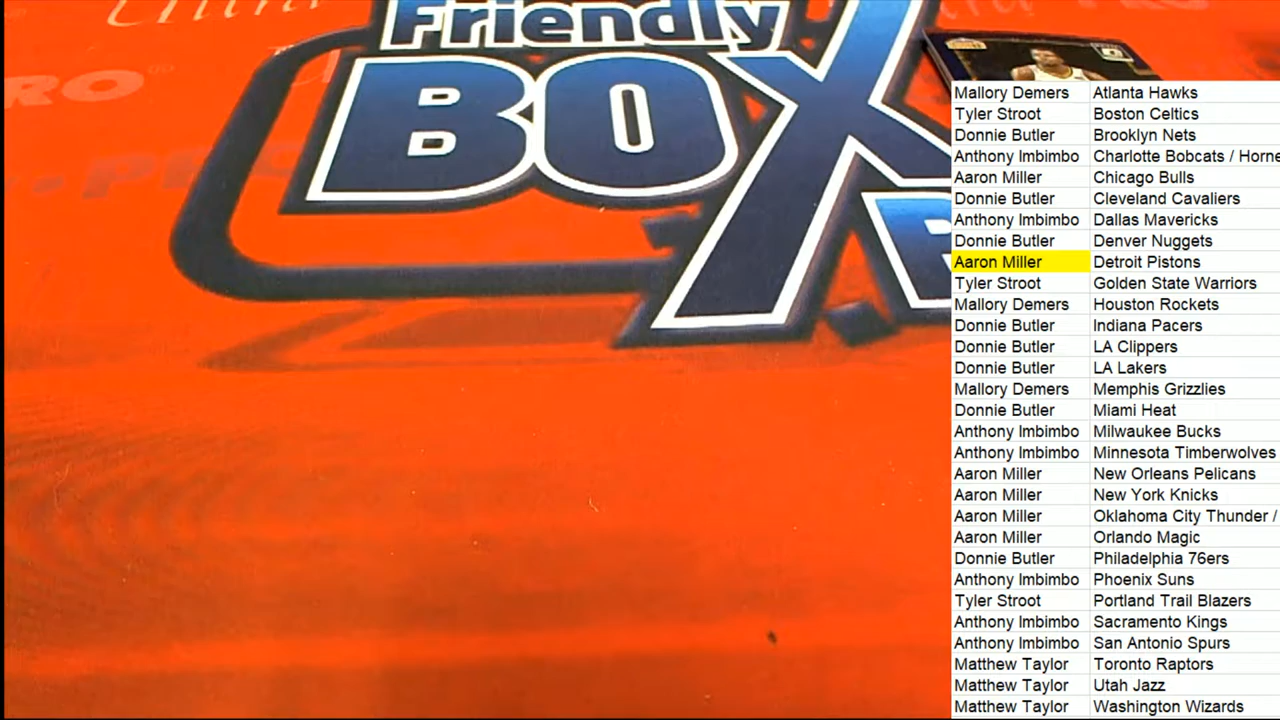 Friendly
BOX
Mallory Demers Atlanta Hawks
Tyler Stroot Boston Celtics
Donnie Butler Brooklyn Nets
Anthony Imbimbo Charlotte Bobcats / Horne
Aaron Miller Chicago Bulls
Donnie Butler Cleveland Cavaliers
Anthony Imbimbo Dallas Mavericks
Donnie Butler Denver Nuggets
Aaron Miller Detroit Pistons
Tyler Stroot Golden State Warriors
Mallory Demers Houston Rockets
Donnie Butler Indiana Pacers
Donnie Butler LA Clippers
Donnie Butler LA Lakers
Mallory Demers Memphis Grizzlies
Donnie Butler Miami Heat
Anthony Imbimbo Milwaukee Bucks
Anthony Imbimbo Minnesota Timberwolves
Aaron Miller New Orleans Pelicans
Aaron Miller New York Knicks
Aaron Miller Oklahoma City Thunder /
Aaron Miller Orlando Magic
Donnie Butler Philadelphia 76ers
Anthony Imbimbo Phoenix Suns
Tyler Stroot Portland Trail Blazers
Anthony Imbimbo Sacramento Kings
Anthony Imbimbo San Antonio Spurs
Matthew Taylor Toronto Raptors
Matthew Taylor Utah Jazz
Matthew Taylor Washington Wizards